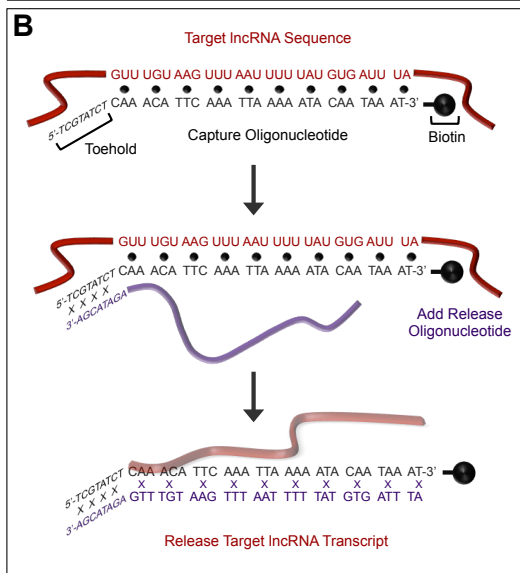 B
Target lncRNA Sequence
GUU UGU AAG UUU AAU UUU UAU GUG AUU UA
CAA ACA TTC AAA TTA AAA ATA CAA TAA AT-3'
5'-TCGTATCT
Toehold
Capture Oligonucleotide
Biotin
GUU UGU AAG UUU AAU UUU UAU GUG AUU UA
CAA ACA TTC AAA TTA AAA ATA CAA TAA AT-3'
5'-TCGTATCT
X X X X
3'-AGCATAGA
Add Release
Oligonucleotide
CAA ACA TTC AAA TTA AAA ATA CAA TAA AT-3'
5'-TCGTATCT
X X X X
3'-AGCATAGA
X X X X X X X X X X
GTT TGT AAG TTT AAT TTT TAT GTG ATT TA
Release Target lncRNA Transcript